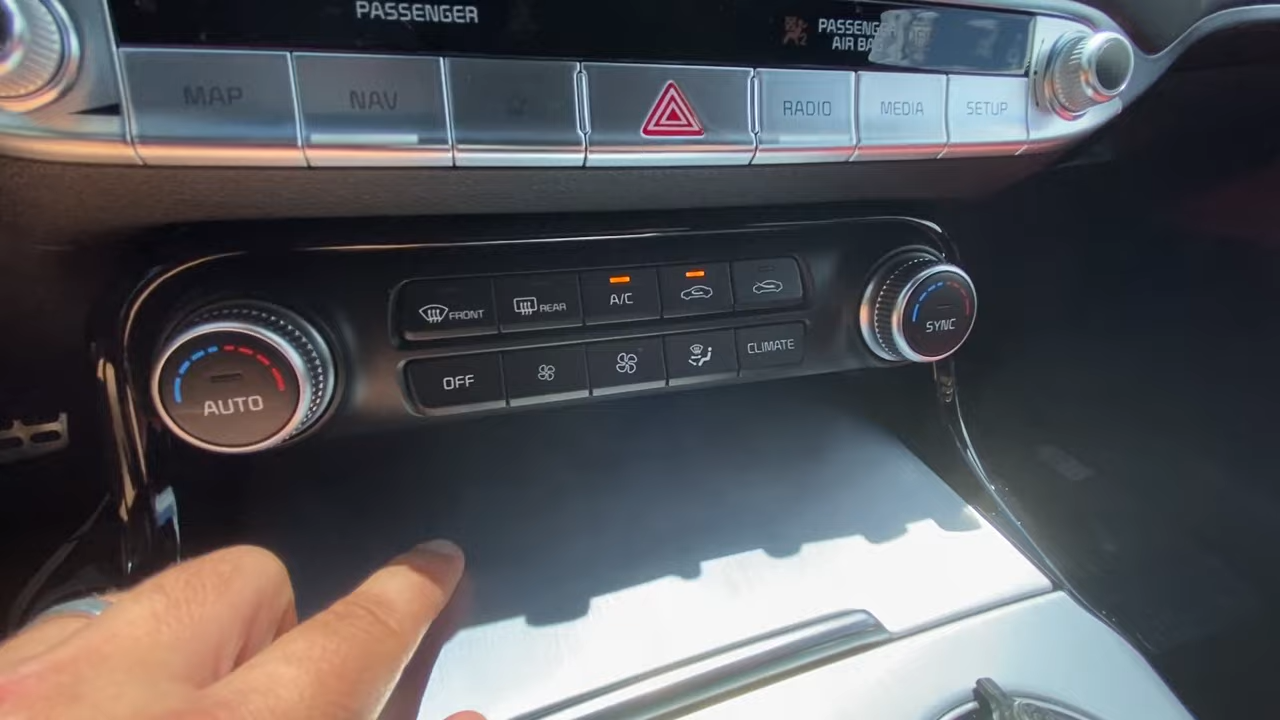 PASSENGER
PASSENGER
AIR BAG
MAP
NAV
RADIO
MEDIA
SETUP
FRONT
REAR
A/C
OFF
CLIMATE
AUTO
SYNC